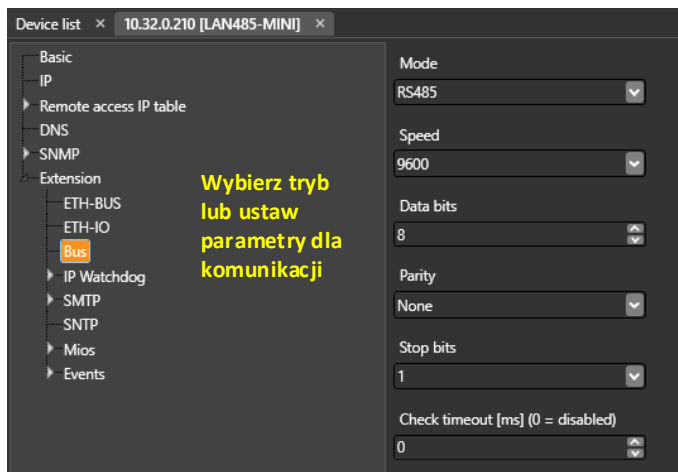 Device list × 10.32.0.210 [LAN485-MINI] ×
Basic
IP
Remote access IP table
DNS
SNMP
Extension
ETH-BUS
ETH-IO
Bus
IP Watchdog
SMTP
SNTP
Mios
Events
Wybierz tryb
lub ustaw
parametry dla
komunikacji
Mode
RS485
Speed
9600
Data bits
8
Parity
None
Stop bits
1
Check timeout [ms] (0 = disabled)
0